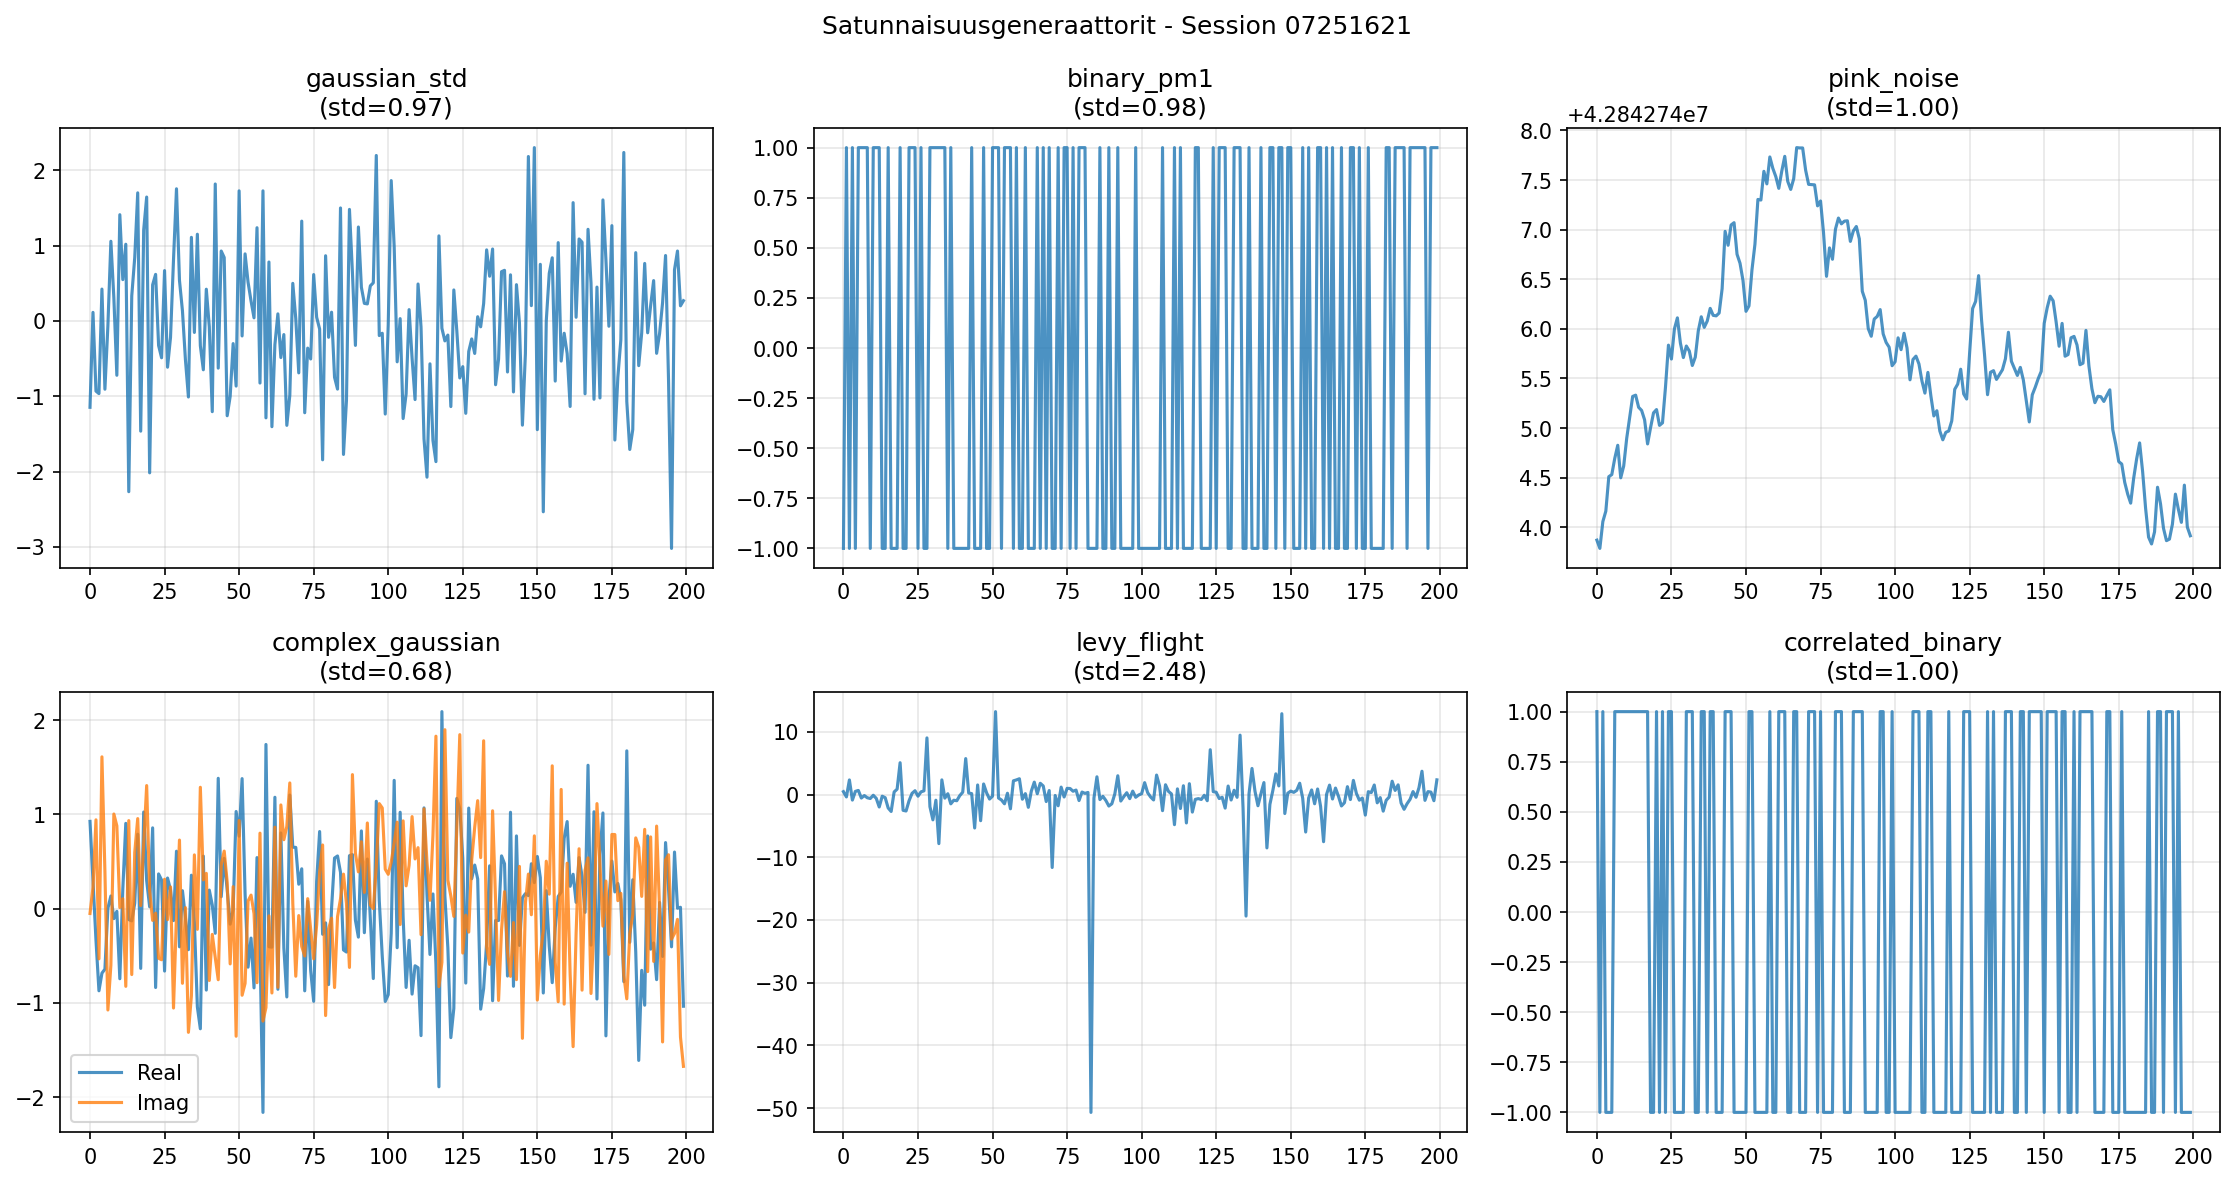 Satunnaisuusgeneraattorit - Session 07251621
gaussian_std
(std=0.97)
2
1
0
−1
−2
−3
0 25 50 75 100 125 150 175 200
binary_pm1
(std=0.98)
1.00
0.75
0.50
0.25
0.00
−0.25
−0.50
−0.75
−1.00
0 25 50 75 100 125 150 175 200
pink_noise
(std=1.00)
+4.284274e7
8.0
7.5
7.0
6.5
6.0
5.5
5.0
4.5
4.0
0 25 50 75 100 125 150 175 200
complex_gaussian
(std=0.68)
2
1
0
−1
−2
Real
Imag
0 25 50 75 100 125 150 175 200
levy_flight
(std=2.48)
10
0
−10
−20
−30
−40
−50
0 25 50 75 100 125 150 175 200
correlated_binary
(std=1.00)
1.00
0.75
0.50
0.25
0.00
−0.25
−0.50
−0.75
−1.00
0 25 50 75 100 125 150 175 200